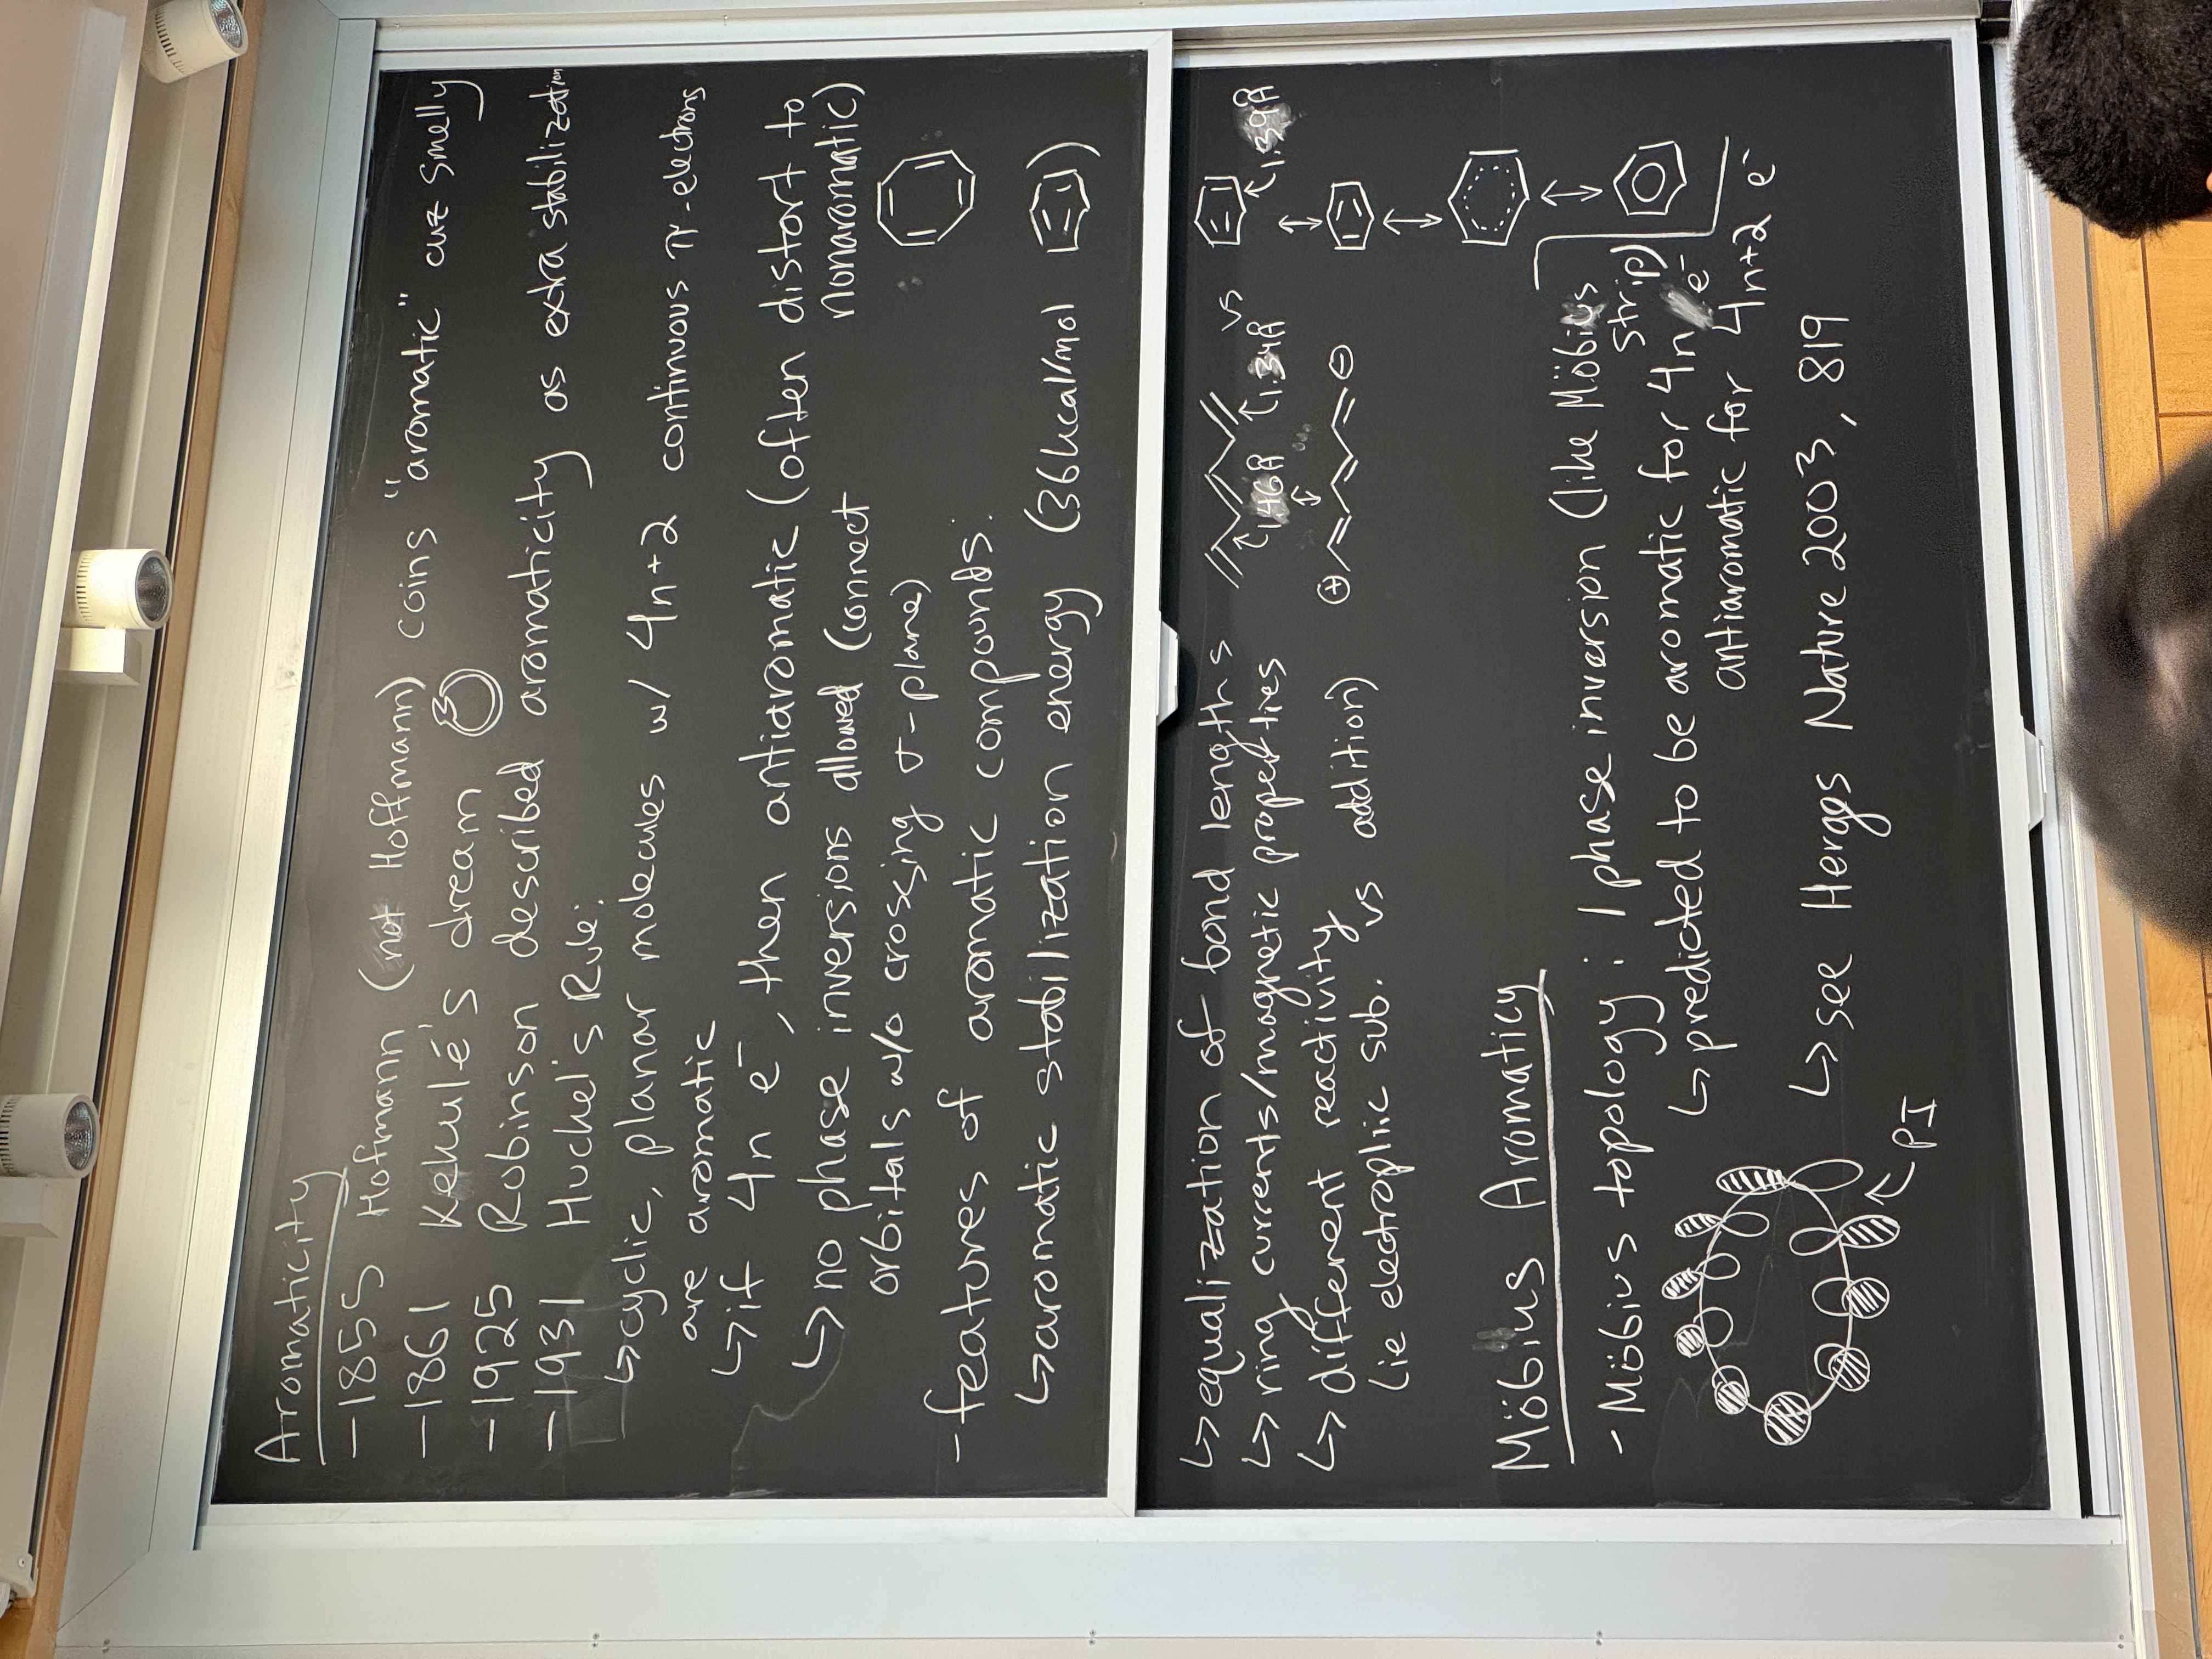 Aromaticity
-1855 Hofmann (not Hoffmann) coins "aromatic" cuz smelly
-1861 Kekulé's dream
-1925 Robinson described aromaticity as extra stabilization
-1931 Huckel's Rule:
↳cyclic, planar molecules w/ 4n+2 continuous π-electrons
are aromatic
↳if 4n e⁻, then antiaromatic (often distort to
nonaromatic)
↳no phase inversions allowed (connect
orbitals w/o crossing σ-plane)
-features of aromatic compounds:
↳aromatic stabilization energy (36kcal/mol )
↳equalization of bond lengths vs
1.46Å 1.34Å 1.39Å
↳ring currents/magnetic properties
↳different reactivity
(ie electroplic sub. vs addition)
⊕ ⊖
Möbius Aromaticy
-Möbius topology: 1 phase inversion (like Möbius
strip)
↳predicted to be aromatic for 4n e⁻
antiaromatic for 4n+2 e⁻
↳see Herges Nature 2003, 819
PI